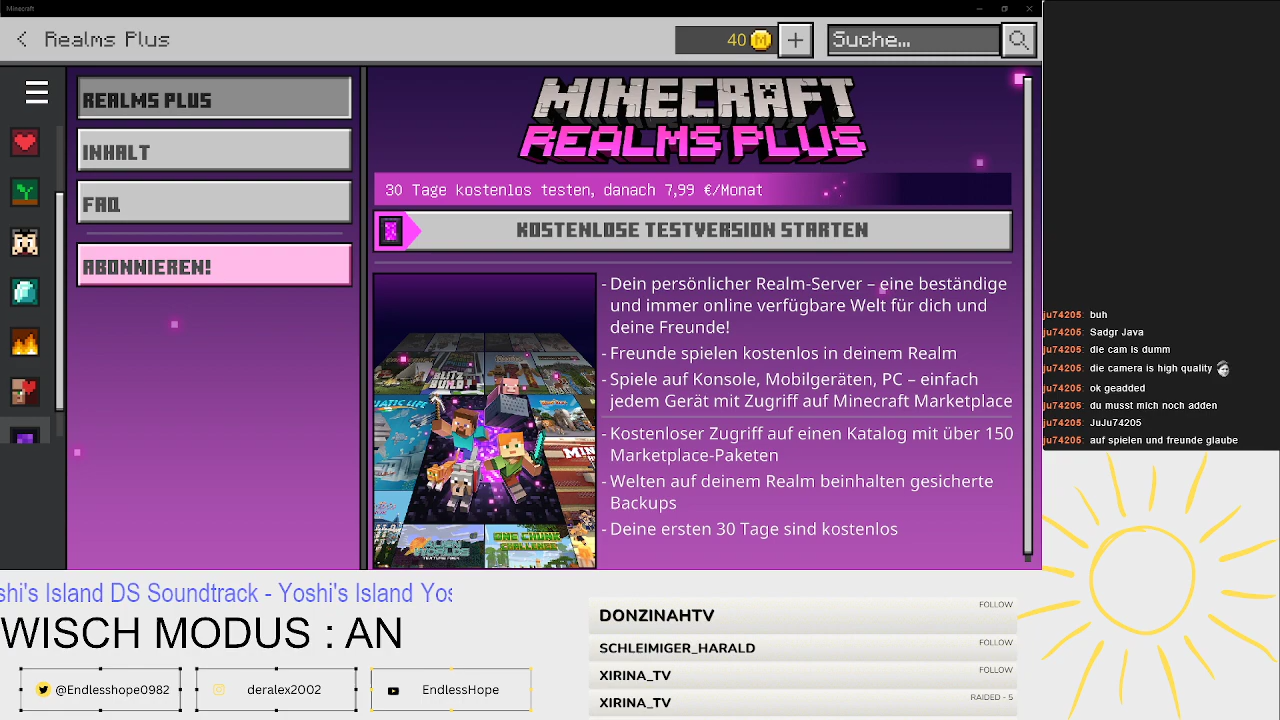 Minecraft
Realms Plus
40
Suche...
REALMS PLUS
INHALT
FAQ
ABONNIEREN!
MINECRAFT
REALMS PLUS
30 Tage kostenlos testen, danach 7,99 €/Monat
KOSTENLOSE TESTVERSION STARTEN
- Dein persönlicher Realm-Server – eine beständige
und immer online verfügbare Welt für dich und
deine Freunde!
- Freunde spielen kostenlos in deinem Realm
- Spiele auf Konsole, Mobilgeräten, PC – einfach
jedem Gerät mit Zugriff auf Minecraft Marketplace
- Kostenloser Zugriff auf einen Katalog mit über 150
Marketplace-Paketen
- Welten auf deinem Realm beinhalten gesicherte
Backups
- Deine ersten 30 Tage sind kostenlos
ALIEN
WORLDS
ONE CHUNK
CHALLENGE
ju74205: buh
ju74205: Sadgr Java
ju74205: die cam is dumm
ju74205: die camera is high quality
ju74205: ok geadded
ju74205: du musst mich noch adden
ju74205: JuJu74205
ju74205: auf spielen und freunde glaube
shi's Island DS Soundtrack - Yoshi's Island Yos
WISCH MODUS : AN
@Endlesshope0982
deralex2002
EndlessHope
DONZINAHTV FOLLOW
SCHLEIMIGER_HARALD FOLLOW
XIRINA_TV FOLLOW
XIRINA_TV RAIDED - 5